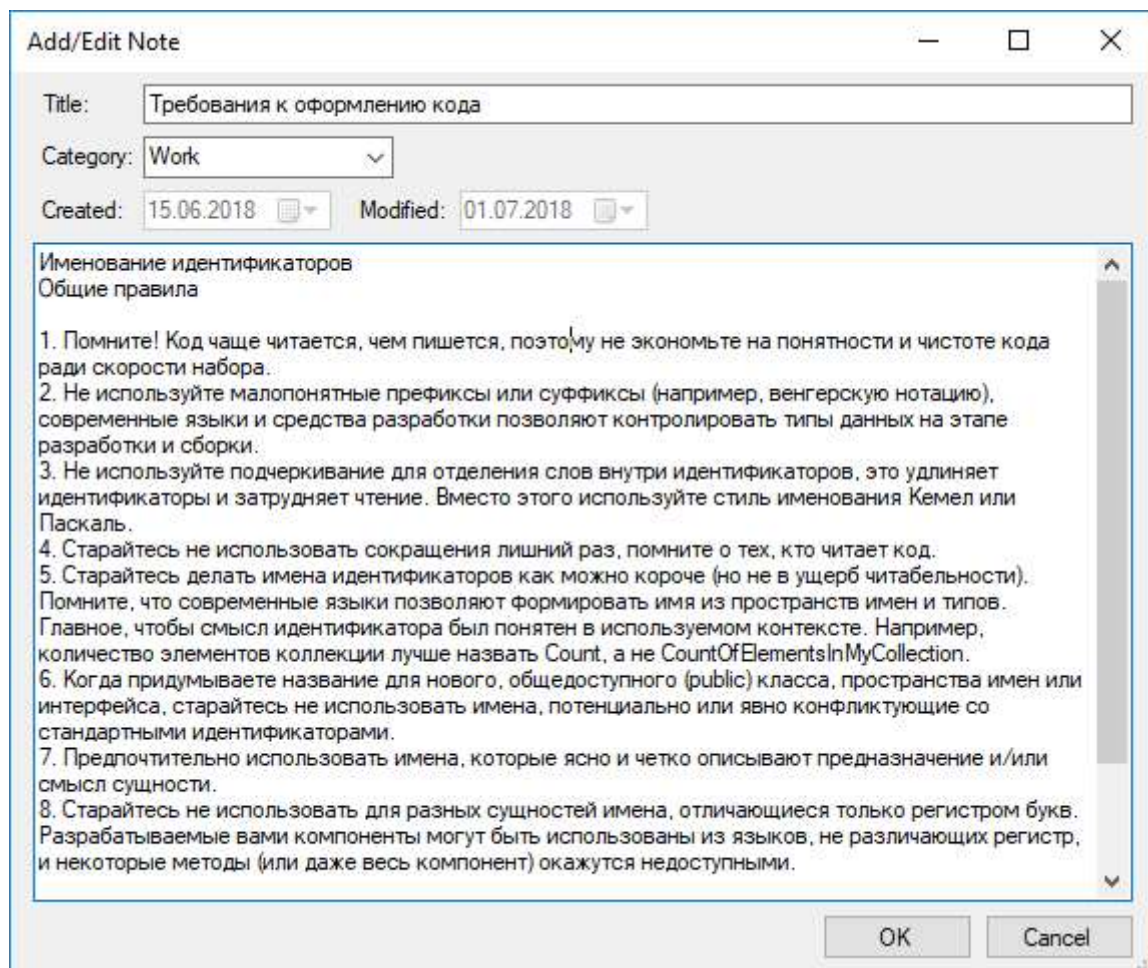 Add/Edit Note
Title: Требования к оформлению кода
Category: Work
Created: 15.06.2018 Modified: 01.07.2018
Именование идентификаторов
Общие правила
1. Помните! Код чаще читается, чем пишется, поэтому не экономьте на понятности и чистоте кода
ради скорости набора.
2. Не используйте малопонятные префиксы или суффиксы (например, венгерскую нотацию),
современные языки и средства разработки позволяют контролировать типы данных на этапе
разработки и сборки.
3. Не используйте подчеркивание для отделения слов внутри идентификаторов, это удлиняет
идентификаторы и затрудняет чтение. Вместо этого используйте стиль именования Кемел или
Паскаль.
4. Старайтесь не использовать сокращения лишний раз, помните о тех, кто читает код.
5. Старайтесь делать имена идентификаторов как можно короче (но не в ущерб читабельности).
Помните, что современные языки позволяют формировать имя из пространств имен и типов.
Главное, чтобы смысл идентификатора был понятен в используемом контексте. Например,
количество элементов коллекции лучше назвать Count, а не CountOfElementsInMyCollection.
6. Когда придумываете название для нового, общедоступного (public) класса, пространства имен или
интерфейса, старайтесь не использовать имена, потенциально или явно конфликтующие со
стандартными идентификаторами.
7. Предпочтительно использовать имена, которые ясно и четко описывают предназначение и/или
смысл сущности.
8. Старайтесь не использовать для разных сущностей имена, отличающиеся только регистром букв.
Разрабатываемые вами компоненты могут быть использованы из языков, не различающих регистр,
и некоторые методы (или даже весь компонент) окажутся недоступными.
OK Cancel